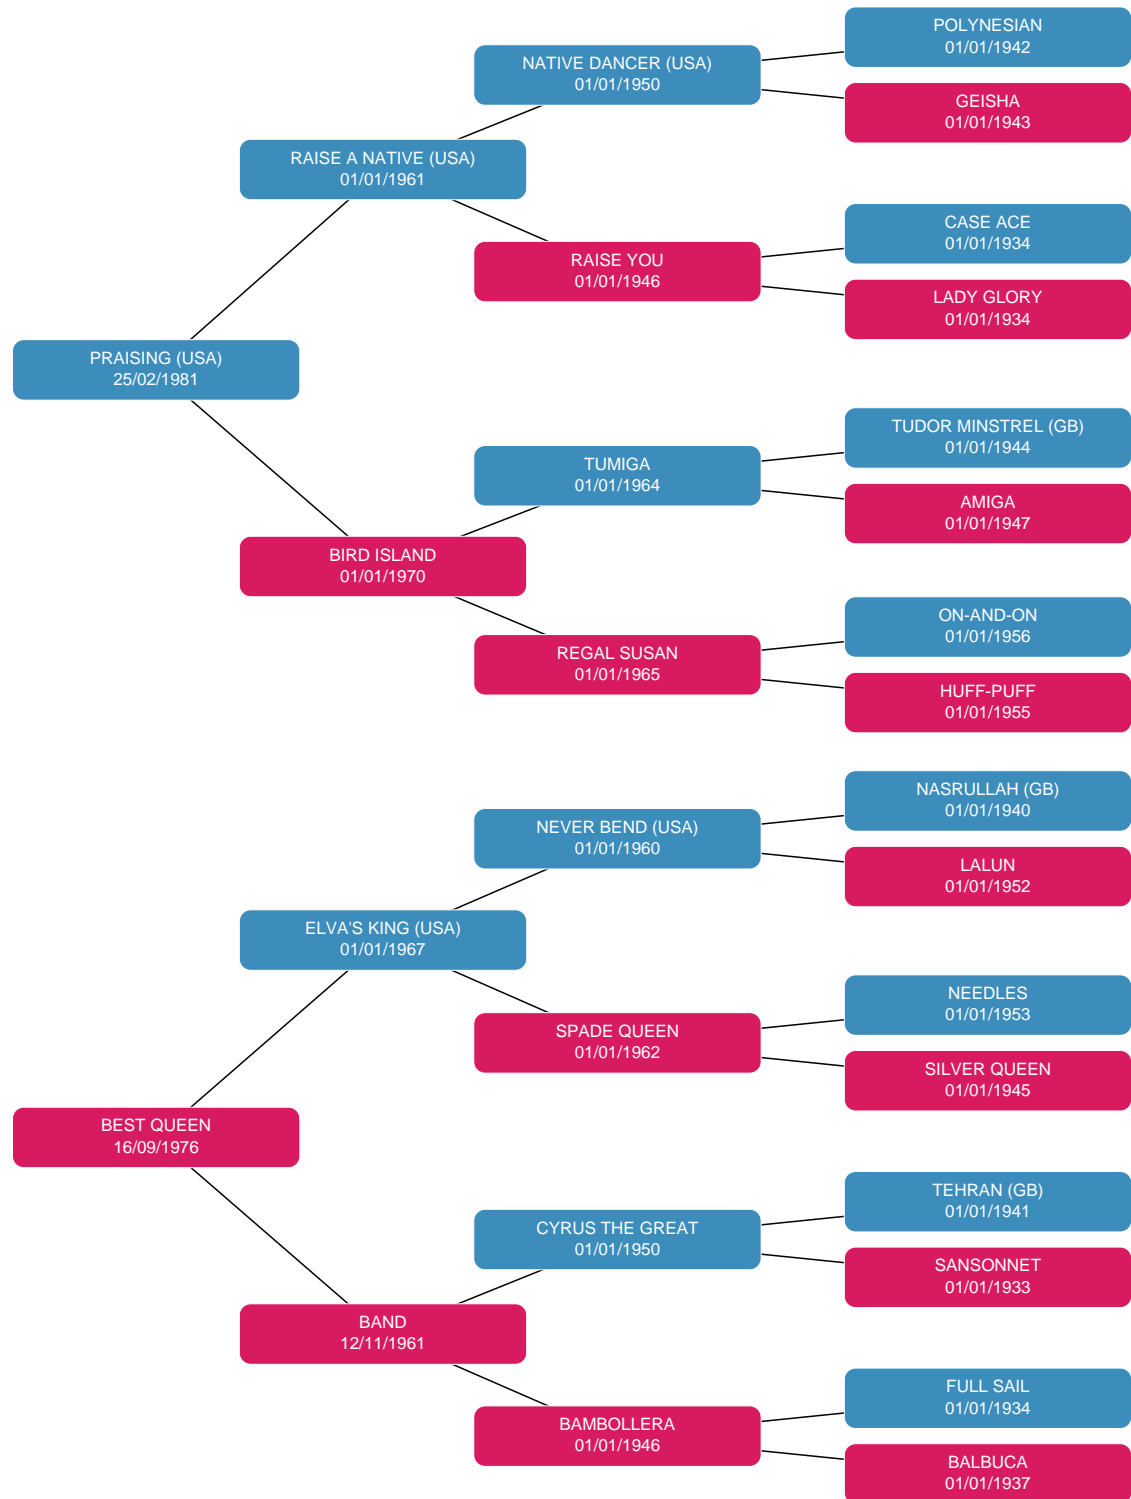 POLYNESIAN
01/01/1942
NATIVE DANCER (USA)
01/01/1950
GEISHA
01/01/1943
RAISE A NATIVE (USA)
01/01/1961
CASE ACE
01/01/1934
RAISE YOU
01/01/1946
LADY GLORY
01/01/1934
PRAISING (USA)
25/02/1981
TUDOR MINSTREL (GB)
01/01/1944
TUMIGA
01/01/1964
AMIGA
01/01/1947
BIRD ISLAND
01/01/1970
ON-AND-ON
01/01/1956
REGAL SUSAN
01/01/1965
HUFF-PUFF
01/01/1955
NASRULLAH (GB)
01/01/1940
NEVER BEND (USA)
01/01/1960
LALUN
01/01/1952
ELVA'S KING (USA)
01/01/1967
NEEDLES
01/01/1953
SPADE QUEEN
01/01/1962
SILVER QUEEN
01/01/1945
BEST QUEEN
16/09/1976
TEHRAN (GB)
01/01/1941
CYRUS THE GREAT
01/01/1950
SANSONNET
01/01/1933
BAND
12/11/1961
FULL SAIL
01/01/1934
BAMBOLLERA
01/01/1946
BALBUCA
01/01/1937